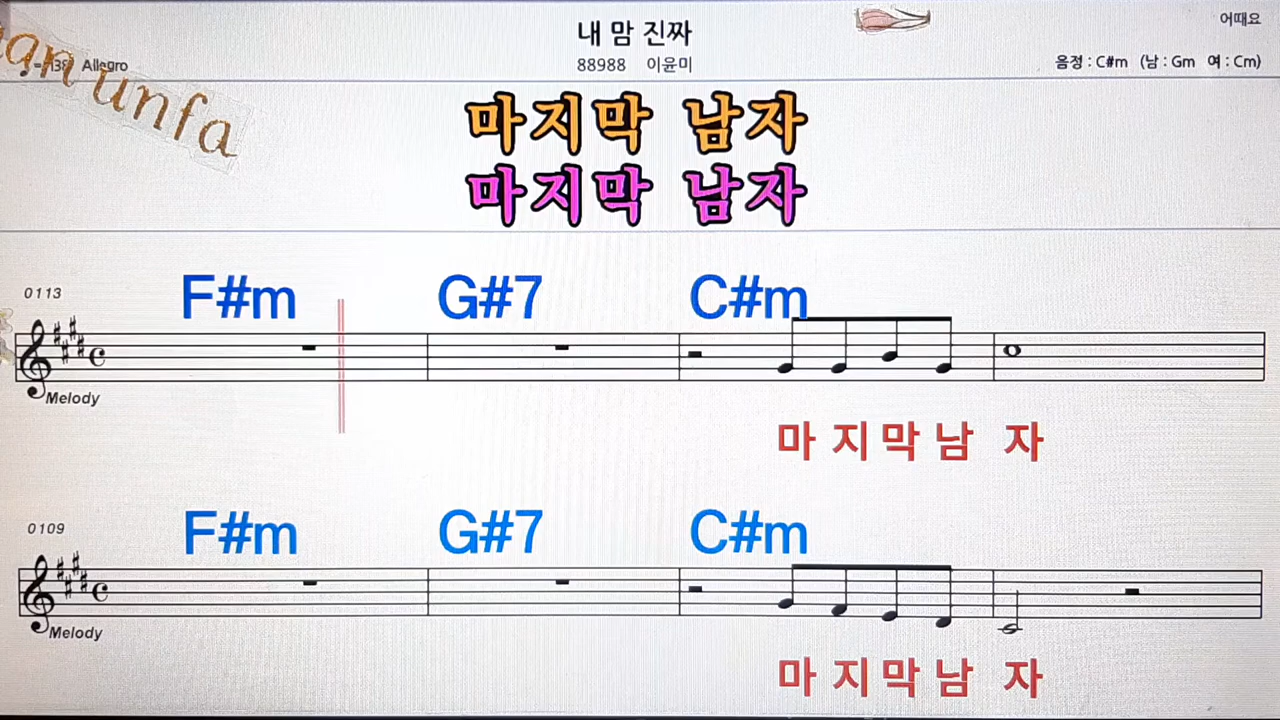 내 맘 진짜
어때요
138 Allegro
88988 이윤미
음정 : C#m (남 : Gm 여 : Cm)
unfa
마지막 남자
마지막 남자
0113
F#m G#7 C#m
Melody
마 지 막 남 자
0109
F#m G#7 C#m
Melody
마 지 막 남 자